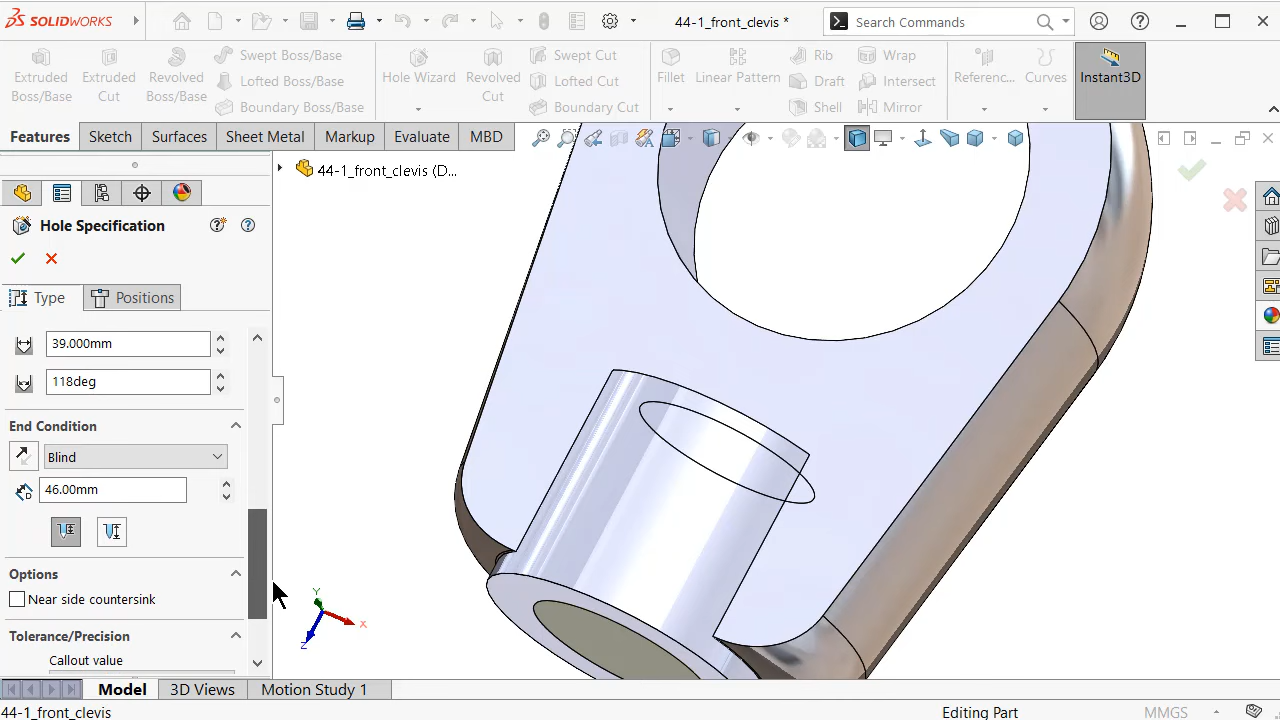 SOLIDWORKS
44-1_front_clevis *
Search Commands
Extruded Boss/Base
Extruded Cut
Revolved Boss/Base
Swept Boss/Base
Lofted Boss/Base
Boundary Boss/Base
Hole Wizard
Revolved Cut
Swept Cut
Lofted Cut
Boundary Cut
Fillet
Linear Pattern
Rib
Draft
Shell
Wrap
Intersect
Mirror
Referenc...
Curves
Instant3D
Features
Sketch
Surfaces
Sheet Metal
Markup
Evaluate
MBD
44-1_front_clevis (D...
Hole Specification
Type
Positions
39.000mm
118deg
End Condition
Blind
46.00mm
Options
Near side countersink
Tolerance/Precision
Callout value
Y
X
Z
Model
3D Views
Motion Study 1
44-1_front_clevis
Editing Part
MMGS